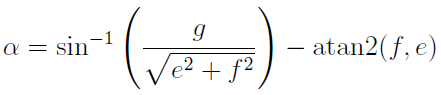 α = sin⁻¹ ( g / √(e² + f²) ) − atan2(f, e)